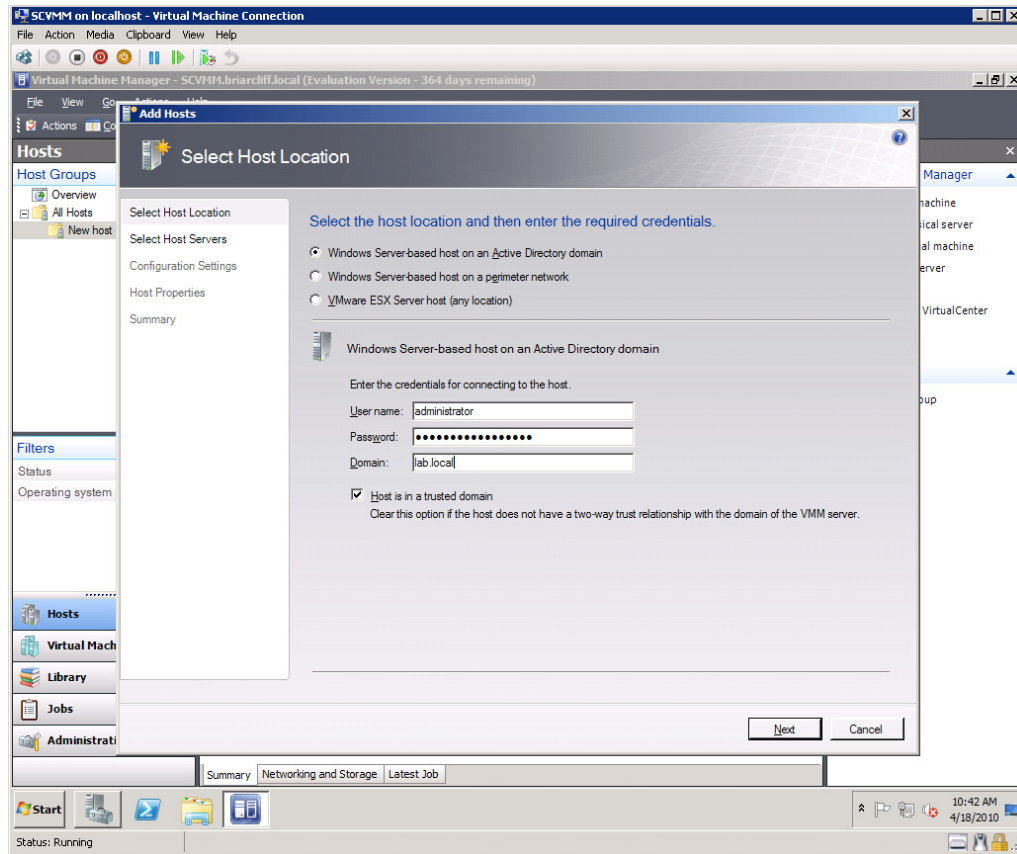 SCVMM on localhost - Virtual Machine Connection
File Action Media Clipboard View Help
Virtual Machine Manager - SCVMM.briarcliff.local (Evaluation Version - 364 days remaining)
File View Go Actions Help
Actions
Add Hosts
Select Host Location
Hosts
Host Groups
Overview
All Hosts
New host
Select Host Location
Select Host Servers
Configuration Settings
Host Properties
Summary
Select the host location and then enter the required credentials.
Windows Server-based host on an Active Directory domain
Windows Server-based host on a perimeter network
VMware ESX Server host (any location)
Windows Server-based host on an Active Directory domain
Enter the credentials for connecting to the host.
User name: administrator
Password:
Domain: lab.local
Host is in a trusted domain
Clear this option if the host does not have a two-way trust relationship with the domain of the VMM server.
Next Cancel
Manager
VirtualCenter
Filters
Status
Operating system
Hosts
Virtual Mach
Library
Jobs
Administrati
Summary Networking and Storage Latest Job
Start
10:42 AM
4/18/2010
Status: Running